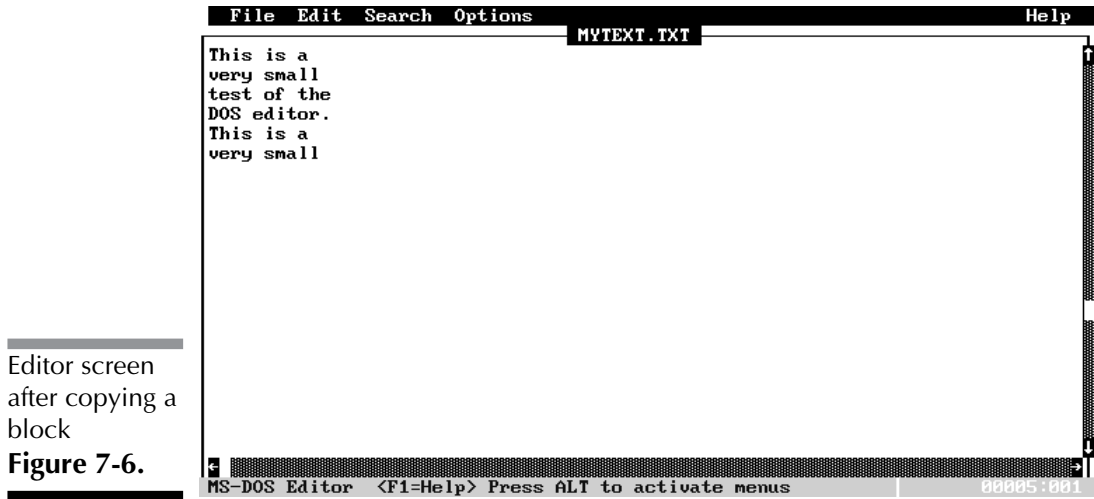 File Edit Search Options Help
MYTEXT.TXT
This is a
very small
test of the
DOS editor.
This is a
very small
MS-DOS Editor <F1=Help> Press ALT to activate menus 00005:001
Editor screen
after copying a
block
Figure 7-6.